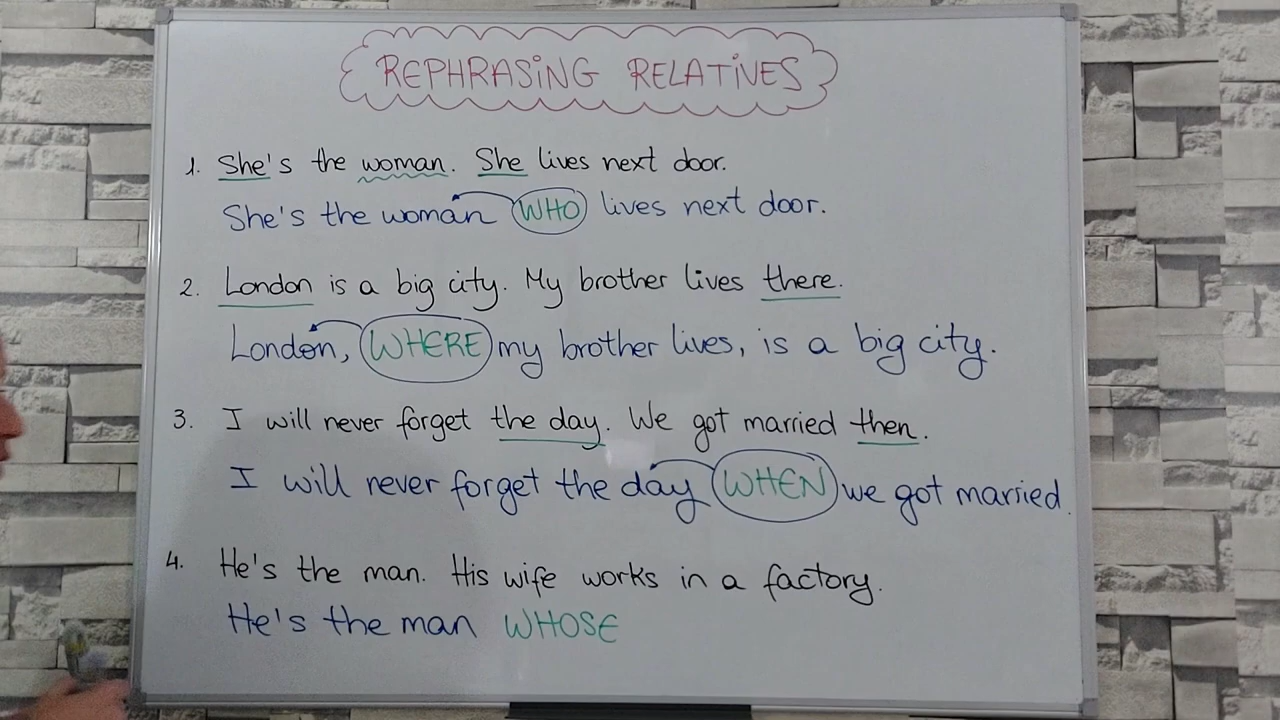 REPHRASING RELATIVES
1. She's the woman. She lives next door.
She's the woman WHO lives next door.
2. London is a big city. My brother lives there.
London, WHERE my brother lives, is a big city.
3. I will never forget the day. We got married then.
I will never forget the day WHEN we got married.
4. He's the man. His wife works in a factory.
He's the man WHOSE